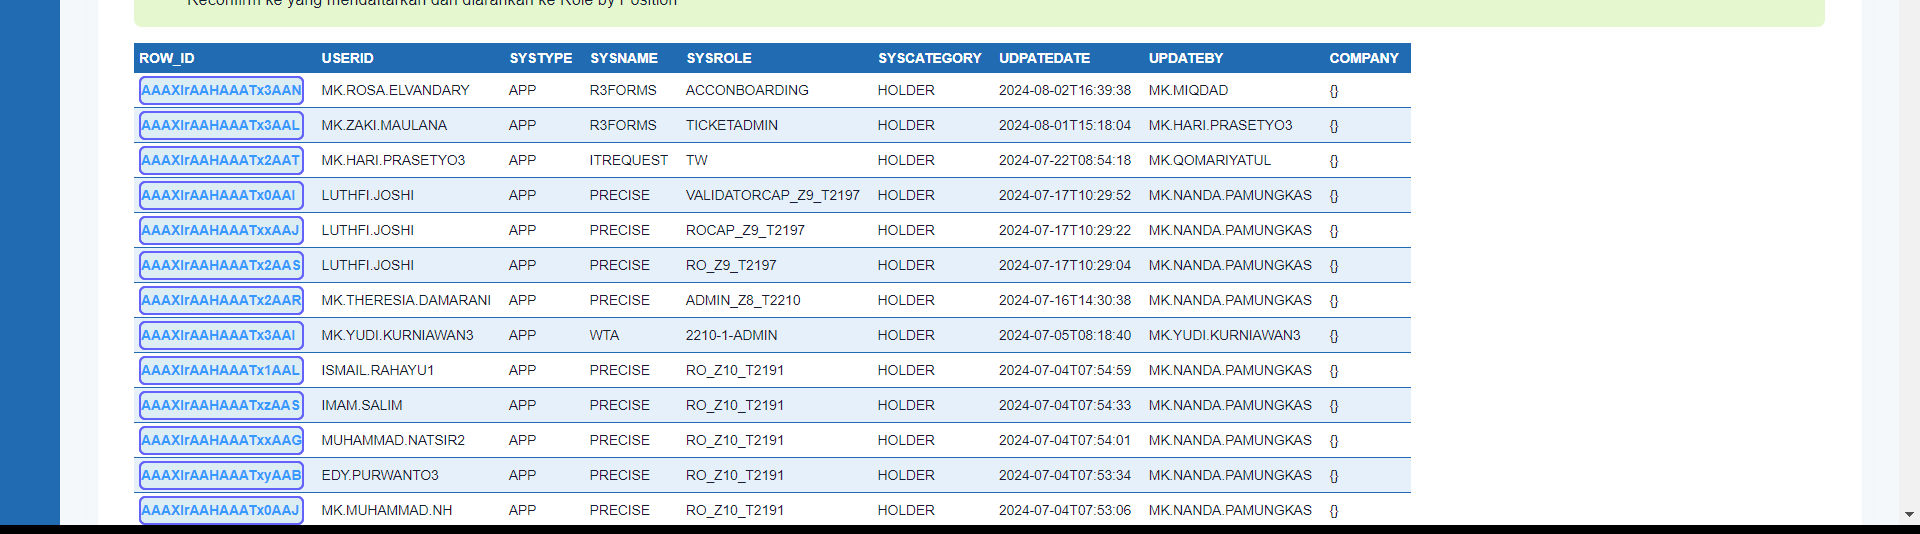 Reconfirm ke yang mendaftarkan dan diarahkan ke Role by Position
ROW_ID USERID SYSTYPE SYSNAME SYSROLE SYSCATEGORY UDPATEDATE UPDATEBY COMPANY
AAAXIrAAHAAATx3AAN MK.ROSA.ELVANDARY APP R3FORMS ACCONBOARDING HOLDER 2024-08-02T16:39:38 MK.MIQDAD {}
AAAXIrAAHAAATx3AAL MK.ZAKI.MAULANA APP R3FORMS TICKETADMIN HOLDER 2024-08-01T15:18:04 MK.HARI.PRASETYO3 {}
AAAXIrAAHAAATx2AAT MK.HARI.PRASETYO3 APP ITREQUEST TW HOLDER 2024-07-22T08:54:18 MK.QOMARIYATUL {}
AAAXIrAAHAAATx0AAI LUTHFI.JOSHI APP PRECISE VALIDATORCAP_Z9_T2197 HOLDER 2024-07-17T10:29:52 MK.NANDA.PAMUNGKAS {}
AAAXIrAAHAAATxxAAJ LUTHFI.JOSHI APP PRECISE ROCAP_Z9_T2197 HOLDER 2024-07-17T10:29:22 MK.NANDA.PAMUNGKAS {}
AAAXIrAAHAAATx2AAS LUTHFI.JOSHI APP PRECISE RO_Z9_T2197 HOLDER 2024-07-17T10:29:04 MK.NANDA.PAMUNGKAS {}
AAAXIrAAHAAATx2AAR MK.THERESIA.DAMARANI APP PRECISE ADMIN_Z8_T2210 HOLDER 2024-07-16T14:30:38 MK.NANDA.PAMUNGKAS {}
AAAXIrAAHAAATx3AAI MK.YUDI.KURNIAWAN3 APP WTA 2210-1-ADMIN HOLDER 2024-07-05T08:18:40 MK.YUDI.KURNIAWAN3 {}
AAAXIrAAHAAATx1AAL ISMAIL.RAHAYU1 APP PRECISE RO_Z10_T2191 HOLDER 2024-07-04T07:54:59 MK.NANDA.PAMUNGKAS {}
AAAXIrAAHAAATxzAAS IMAM.SALIM APP PRECISE RO_Z10_T2191 HOLDER 2024-07-04T07:54:33 MK.NANDA.PAMUNGKAS {}
AAAXIrAAHAAATxxAAG MUHAMMAD.NATSIR2 APP PRECISE RO_Z10_T2191 HOLDER 2024-07-04T07:54:01 MK.NANDA.PAMUNGKAS {}
AAAXIrAAHAAATxyAAB EDY.PURWANTO3 APP PRECISE RO_Z10_T2191 HOLDER 2024-07-04T07:53:34 MK.NANDA.PAMUNGKAS {}
AAAXIrAAHAAATx0AAJ MK.MUHAMMAD.NH APP PRECISE RO_Z10_T2191 HOLDER 2024-07-04T07:53:06 MK.NANDA.PAMUNGKAS {}